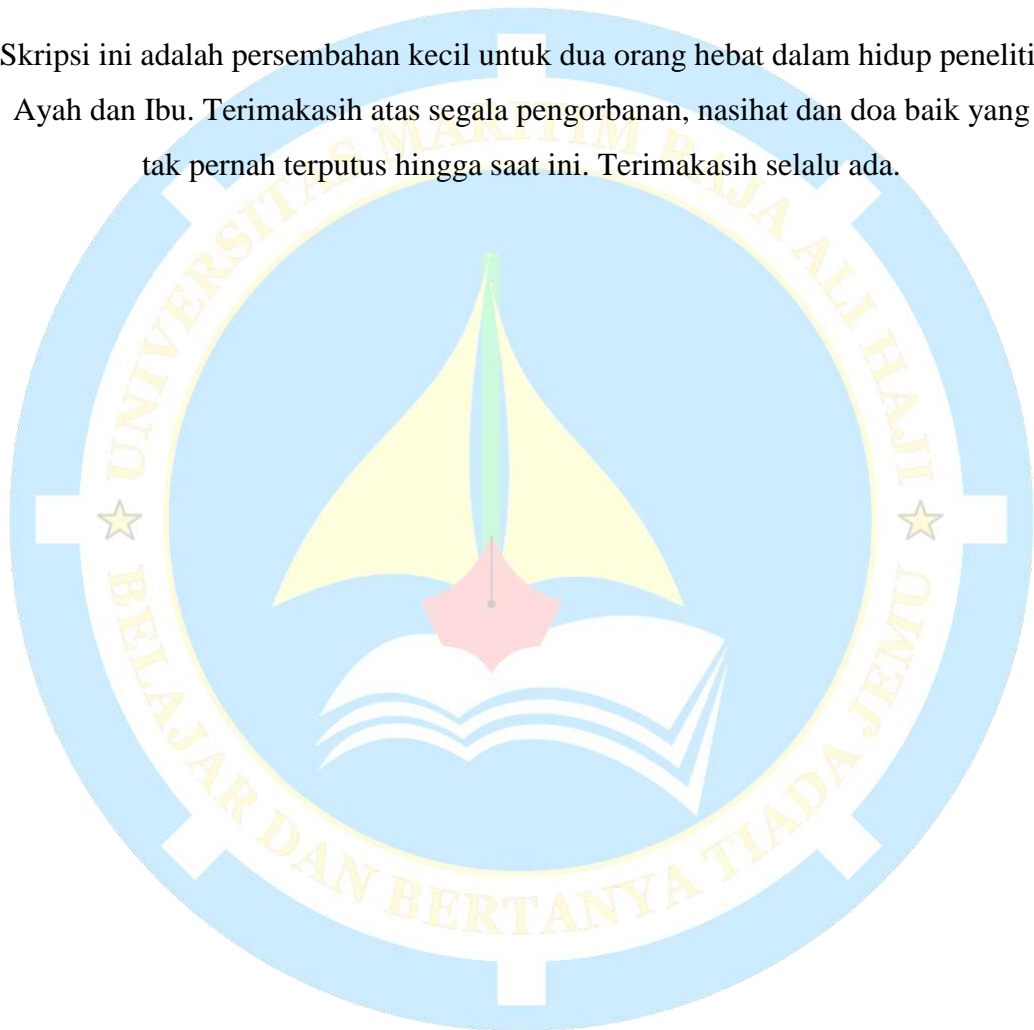 Skripsi ini adalah persembahan kecil untuk dua orang hebat dalam hidup peneliti
Ayah dan Ibu. Terimakasih atas segala pengorbanan, nasihat dan doa baik yang
tak pernah terputus hingga saat ini. Terimakasih selalu ada.
UNIVERSITAS MARITIM RAJA ALI HAJI
BELAJAR DAN BERTANYA TIADA JEMU